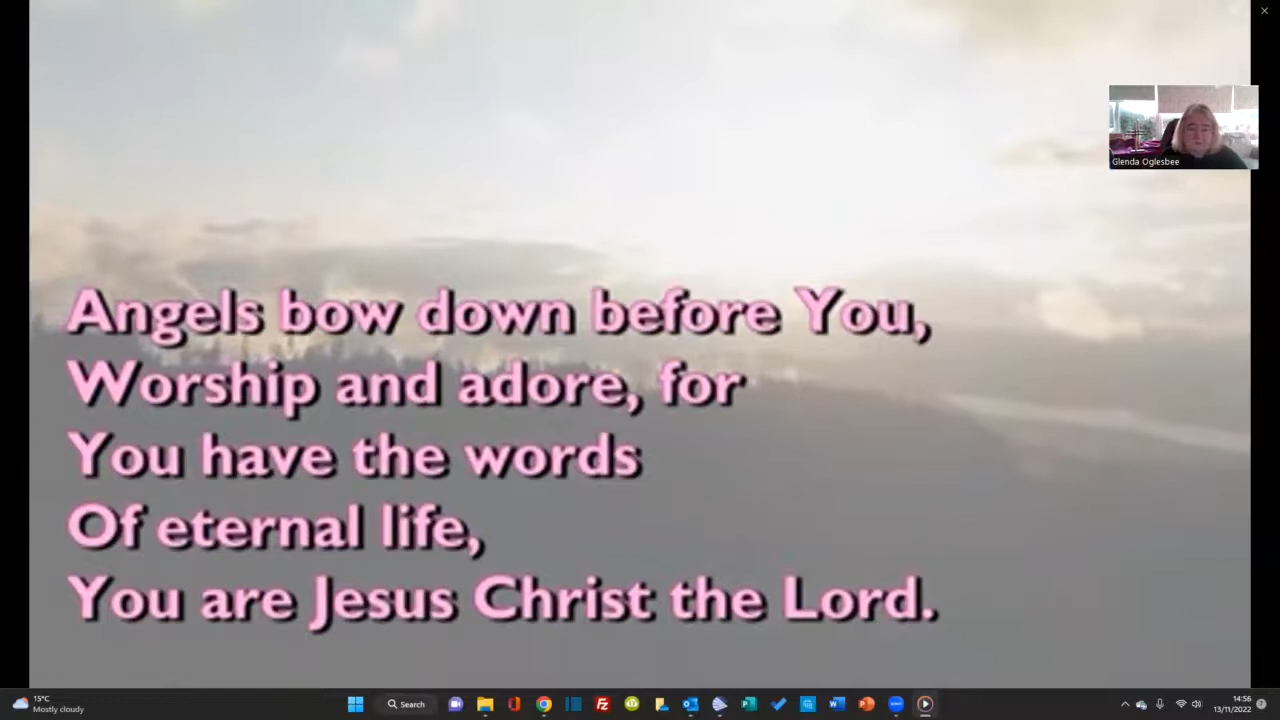 Glenda Oglesbee
Angels bow down before You,
Worship and adore, for
You have the words
Of eternal life,
You are Jesus Christ the Lord.
15°C
Mostly cloudy
Search
14:56
13/11/2022